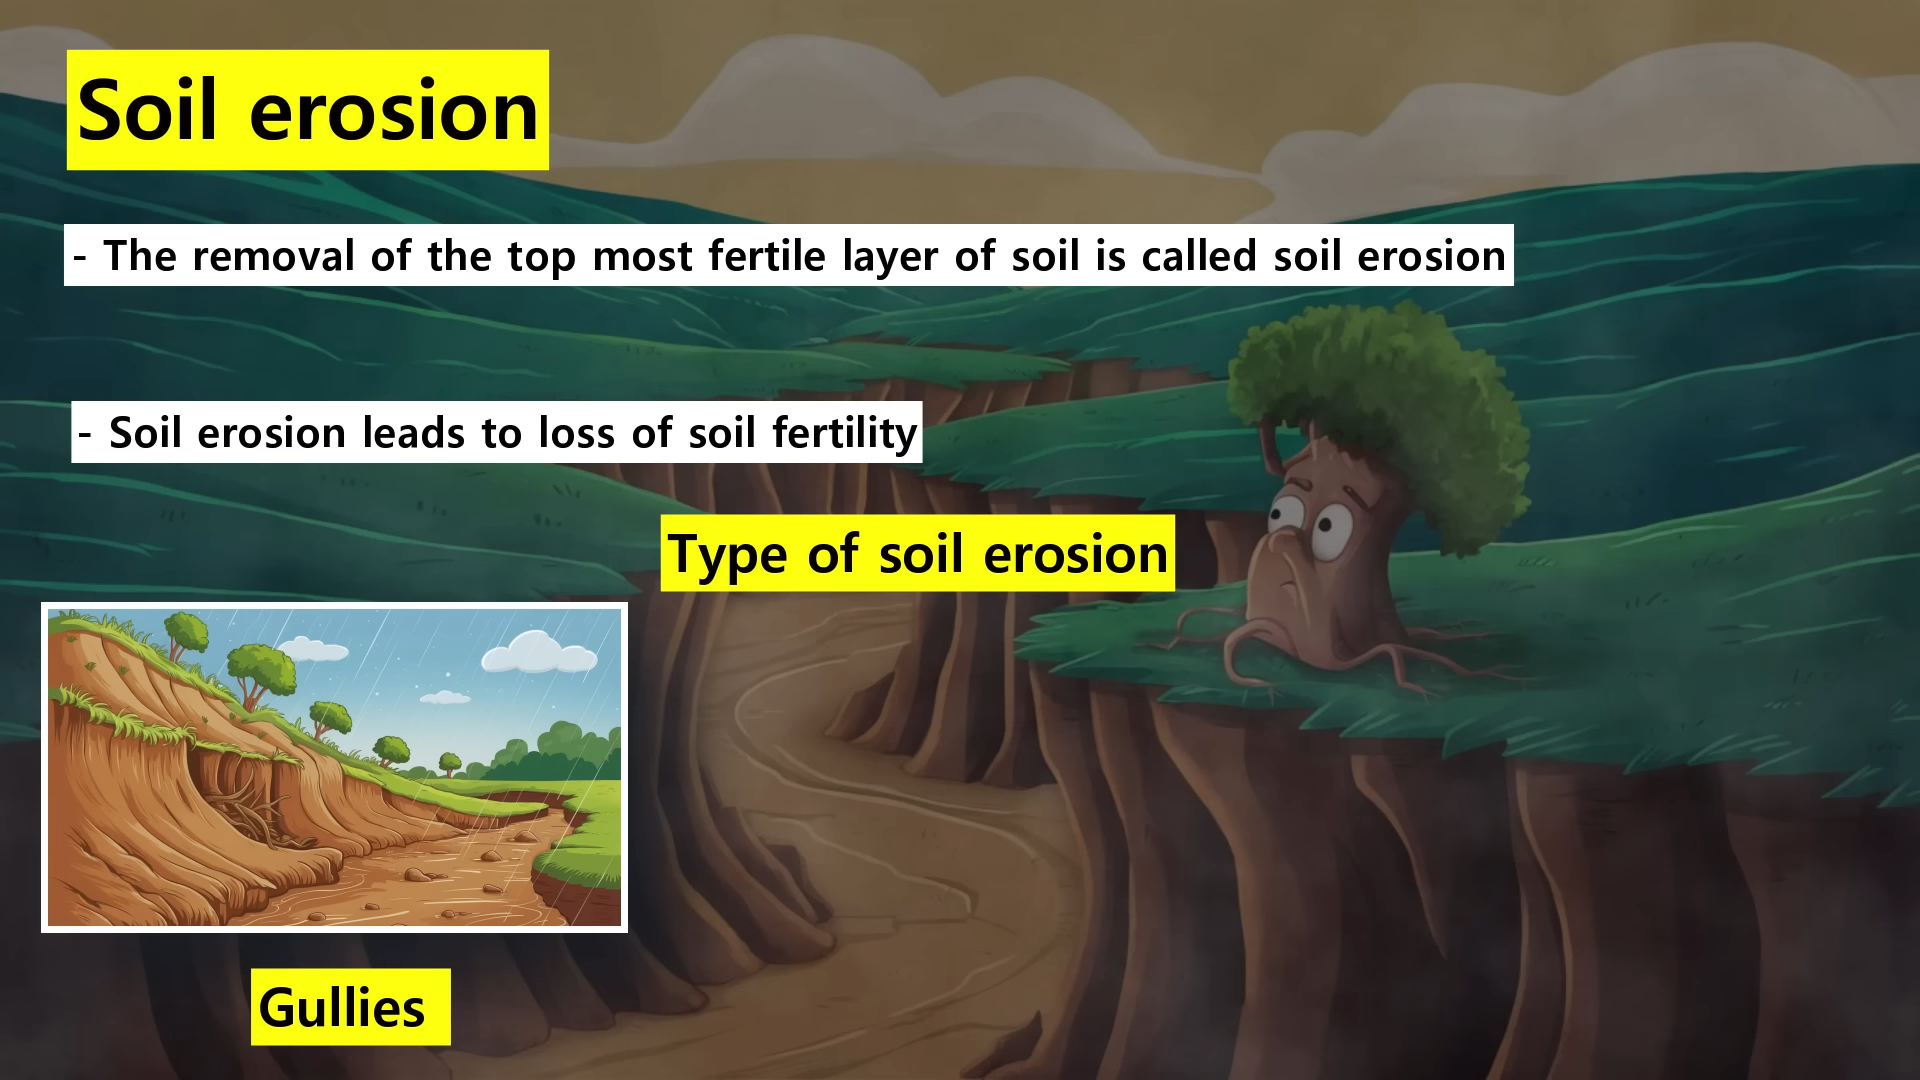 Soil erosion
- The removal of the top most fertile layer of soil is called soil erosion
- Soil erosion leads to loss of soil fertility
Type of soil erosion
Gullies